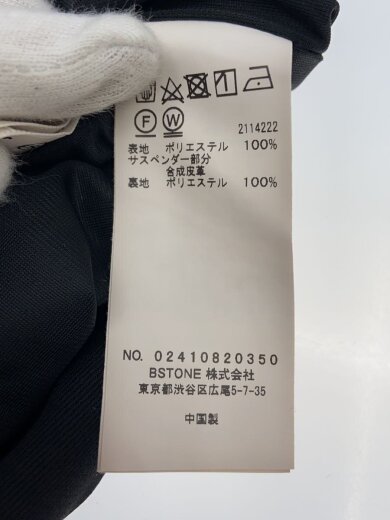 F W
2114222
表地 ポリエステル 100%
サスペンダー部分
合成皮革
裏地 ポリエステル 100%
NO. 02410820350
BSTONE 株式会社
東京都渋谷区広尾5-7-35
中国製